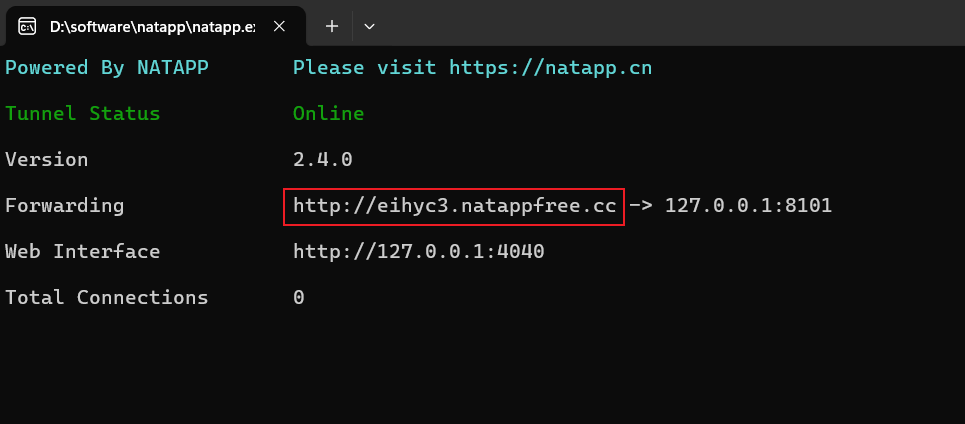 D:\software\natapp\natapp.ex
Powered By NATAPP Please visit https://natapp.cn
Tunnel Status Online
Version 2.4.0
Forwarding http://eihyc3.natappfree.cc -> 127.0.0.1:8101
Web Interface http://127.0.0.1:4040
Total Connections 0